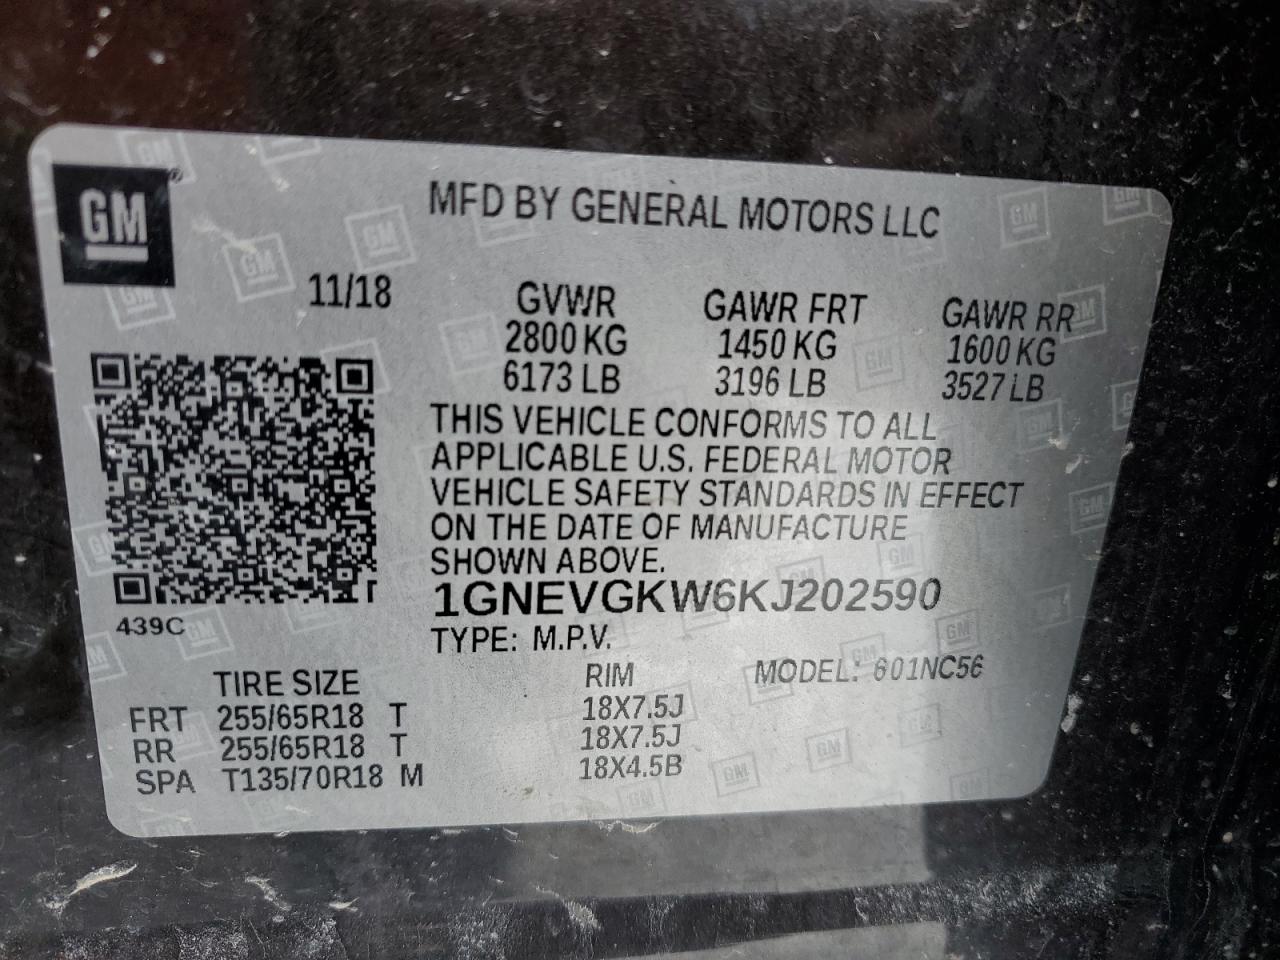 GM®
MFD BY GENERAL MOTORS LLC
11/18
GVWR GAWR FRT GAWR RR
2800 KG 1450 KG 1600 KG
6173 LB 3196 LB 3527 LB
THIS VEHICLE CONFORMS TO ALL
APPLICABLE U.S. FEDERAL MOTOR
VEHICLE SAFETY STANDARDS IN EFFECT
ON THE DATE OF MANUFACTURE
SHOWN ABOVE.
1GNEVGKW6KJ202590
439C
TYPE: M.P.V.
MODEL: 601NC56
TIRE SIZE RIM
FRT 255/65R18 T 18X7.5J
RR 255/65R18 T 18X7.5J
SPA T135/70R18 M 18X4.5B